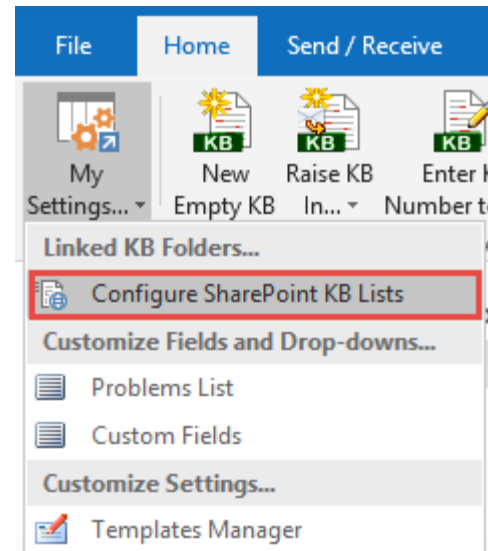 File Home Send / Receive
KB KB KB
My New Raise KB Enter
Settings... Empty KB In... Number
Linked KB Folders...
Configure SharePoint KB Lists
Customize Fields and Drop-downs...
Problems List
Custom Fields
Customize Settings...
Templates Manager